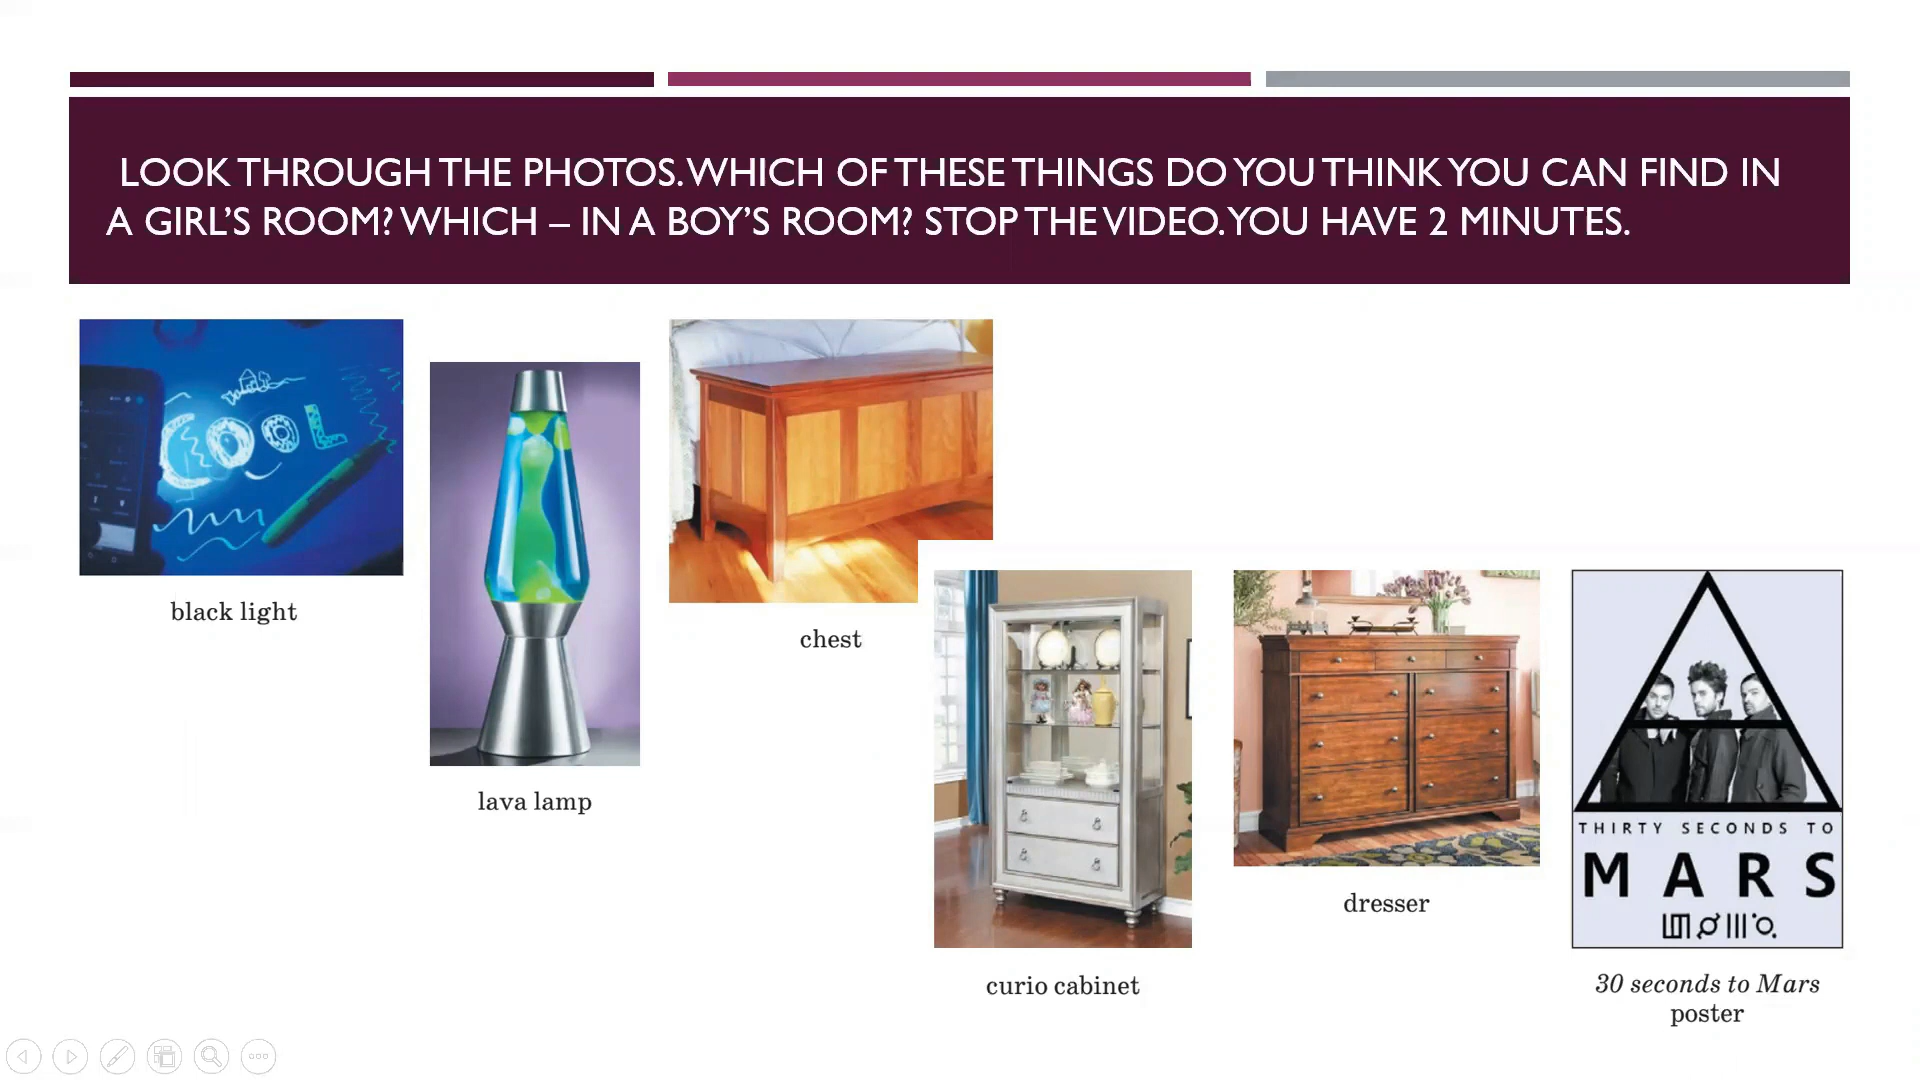 LOOK THROUGH THE PHOTOS. WHICH OF THESE THINGS DO YOU THINK YOU CAN FIND IN
A GIRL'S ROOM? WHICH – IN A BOY'S ROOM? STOP THE VIDEO. YOU HAVE 2 MINUTES.
COOL
black light
lava lamp
chest
curio cabinet
dresser
THIRTY SECONDS TO
MARS
30 seconds to Mars
poster